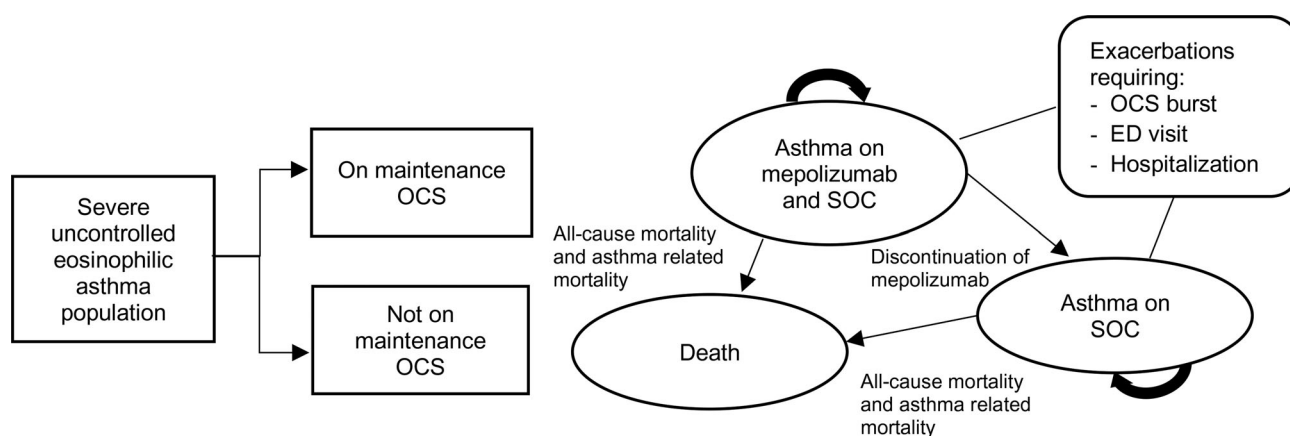 Severe
uncontrolled
eosinophilic
asthma
population
On maintenance
OCS
Not on
maintenance
OCS
Asthma on
mepolizumab
and SOC
Exacerbations
requiring:
- OCS burst
- ED visit
- Hospitalization
All-cause mortality
and asthma related
mortality
Discontinuation of
mepolizumab
Asthma on
SOC
Death
All-cause mortality
and asthma related
mortality